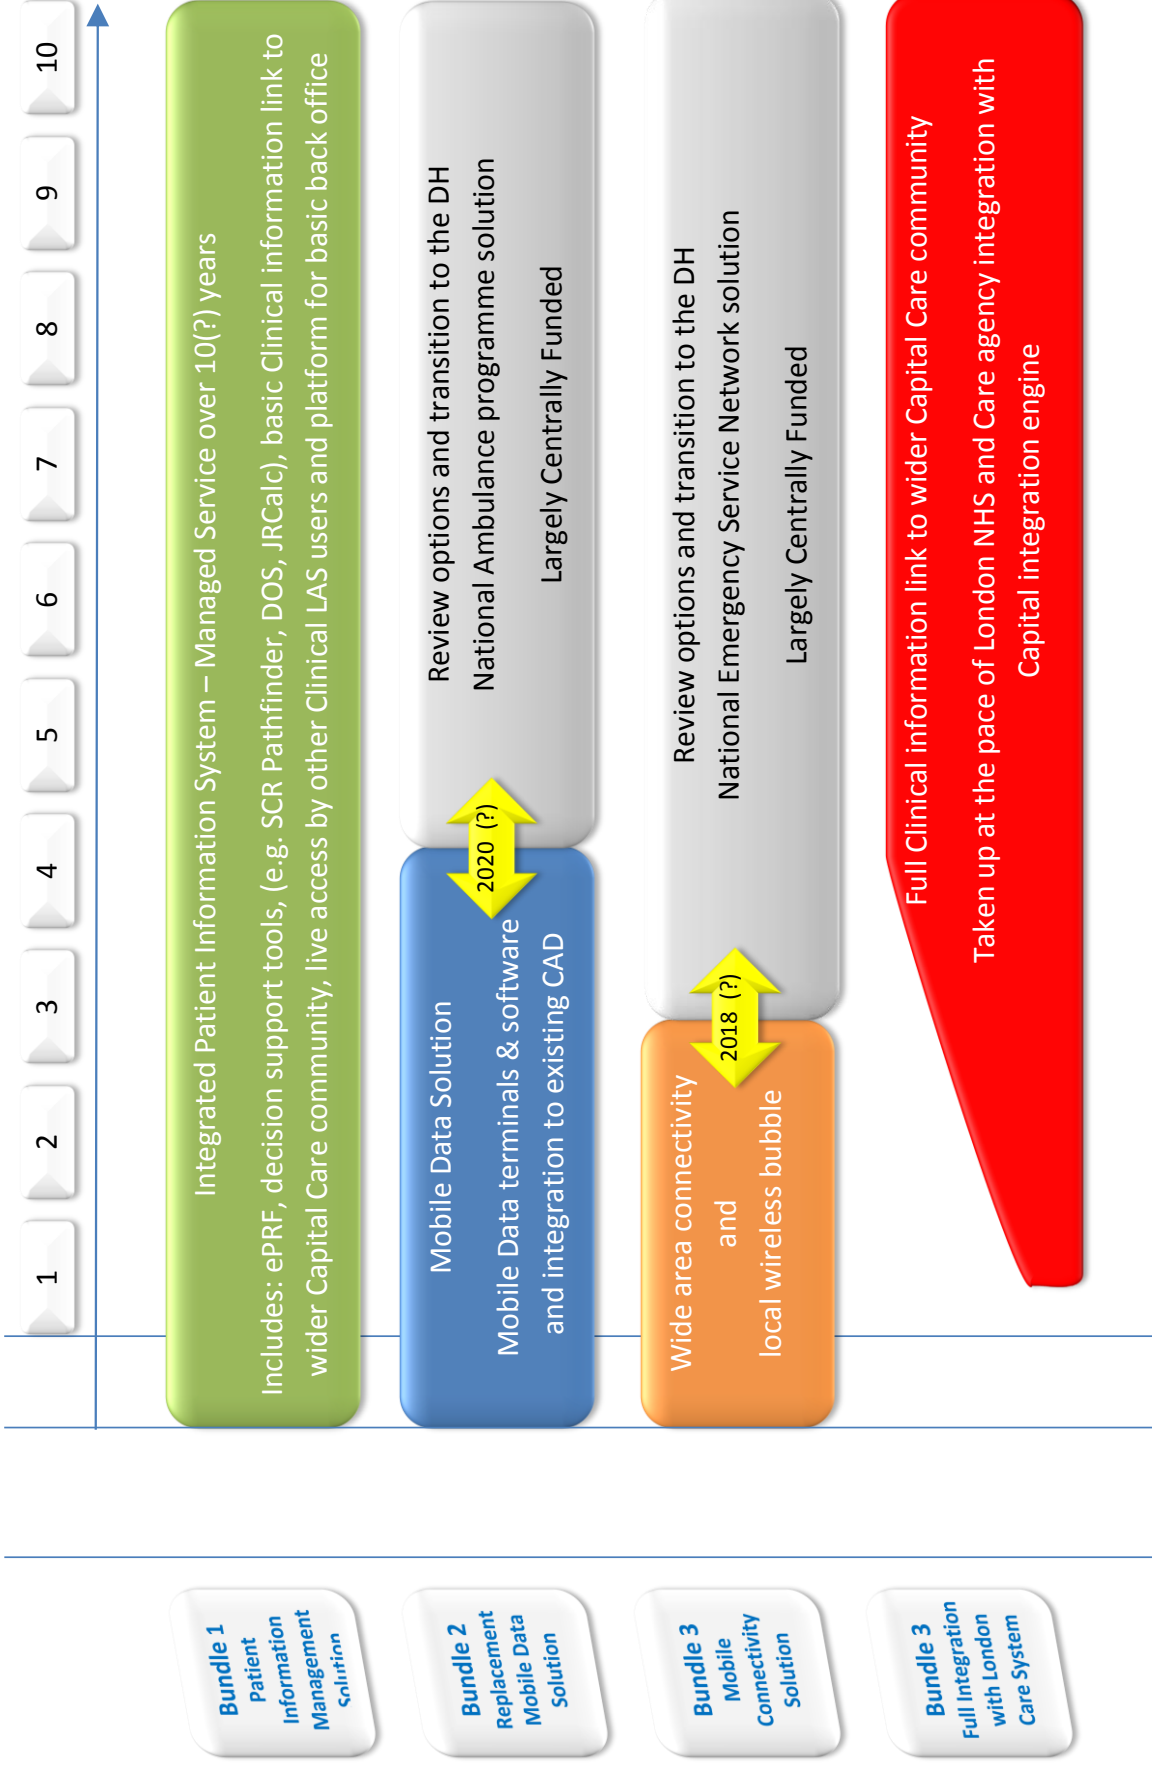 1
2
3
4
5
6
7
8
9
10
Bundle 1
Patient
Information
Management
Solution
Integrated Patient Information System – Managed Service over 10(?) years
Includes: ePRF, decision support tools, (e.g. SCR Pathfinder, DOS, JRCalc), basic Clinical information link to
wider Capital Care community, live access by other Clinical LAS users and platform for basic back office
Bundle 2
Replacement
Mobile Data
Solution
Mobile Data Solution
Mobile Data terminals & software
and integration to existing CAD
2020 (?)
Review options and transition to the DH
National Ambulance programme solution
Largely Centrally Funded
Bundle 3
Mobile
Connectivity
Solution
Wide area connectivity
and
local wireless bubble
2018 (?)
Review options and transition to the DH
National Emergency Service Network solution
Largely Centrally Funded
Bundle 3
Full Integration
with London
Care System
Full Clinical information link to wider Capital Care community
Taken up at the pace of London NHS and Care agency integration with
Capital integration engine